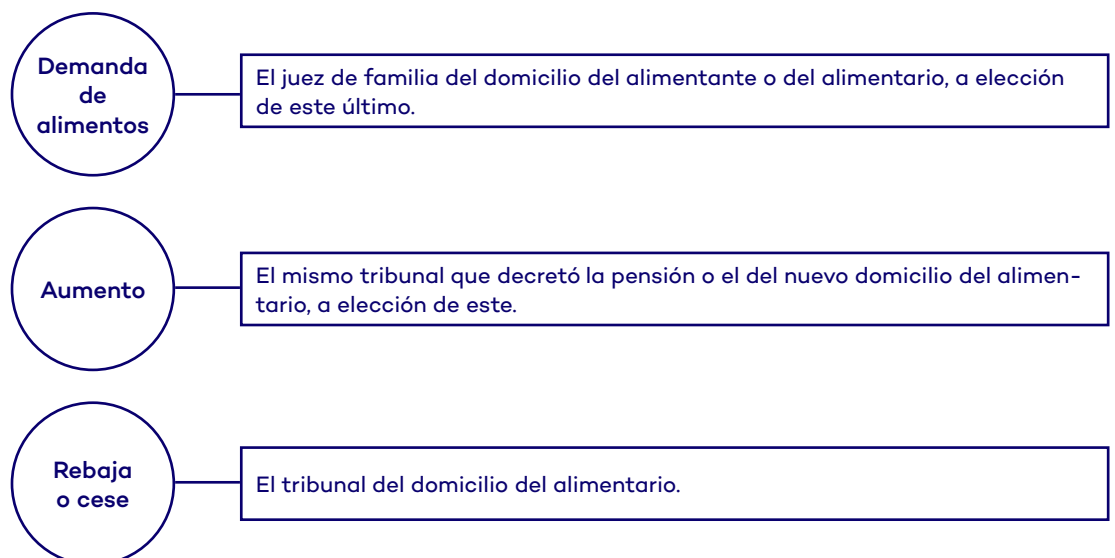 Demanda
de
alimentos
El juez de familia del domicilio del alimentante o del alimentario, a elección
de este último.
Aumento
El mismo tribunal que decretó la pensión o el del nuevo domicilio del alimen-
tario, a elección de este.
Rebaja
o cese
El tribunal del domicilio del alimentario.